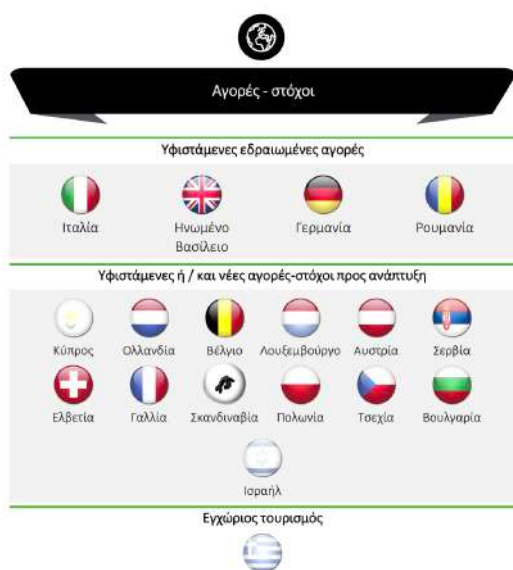 Αγορές - στόχοι
Υφιστάμενες εδραιωμένες αγορές
Ιταλία
Ηνωμένο
Βασίλειο
Γερμανία
Ρουμανία
Υφιστάμενες ή / και νέες αγορές-στόχοι προς ανάπτυξη
Κύπρος Ολλανδία Βέλγιο Λουξεμβούργο Αυστρία Σερβία
Ελβετία Γαλλία Σκανδιναβία Πολωνία Τσεχία Βουλγαρία
Ισραήλ
Εγχώριος τουρισμός